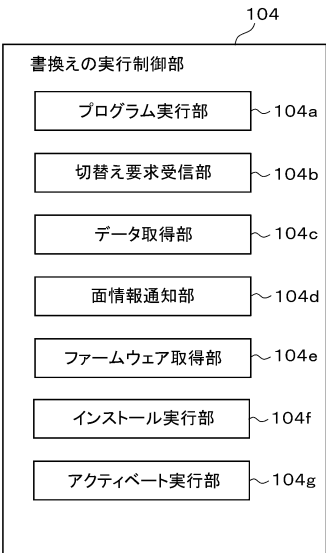 104
書換えの実行制御部
プログラム実行部 104a
切替え要求受信部 104b
データ取得部 104c
面情報通知部 104d
ファームウェア取得部 104e
インストール実行部 104f
アクティベート実行部 104g